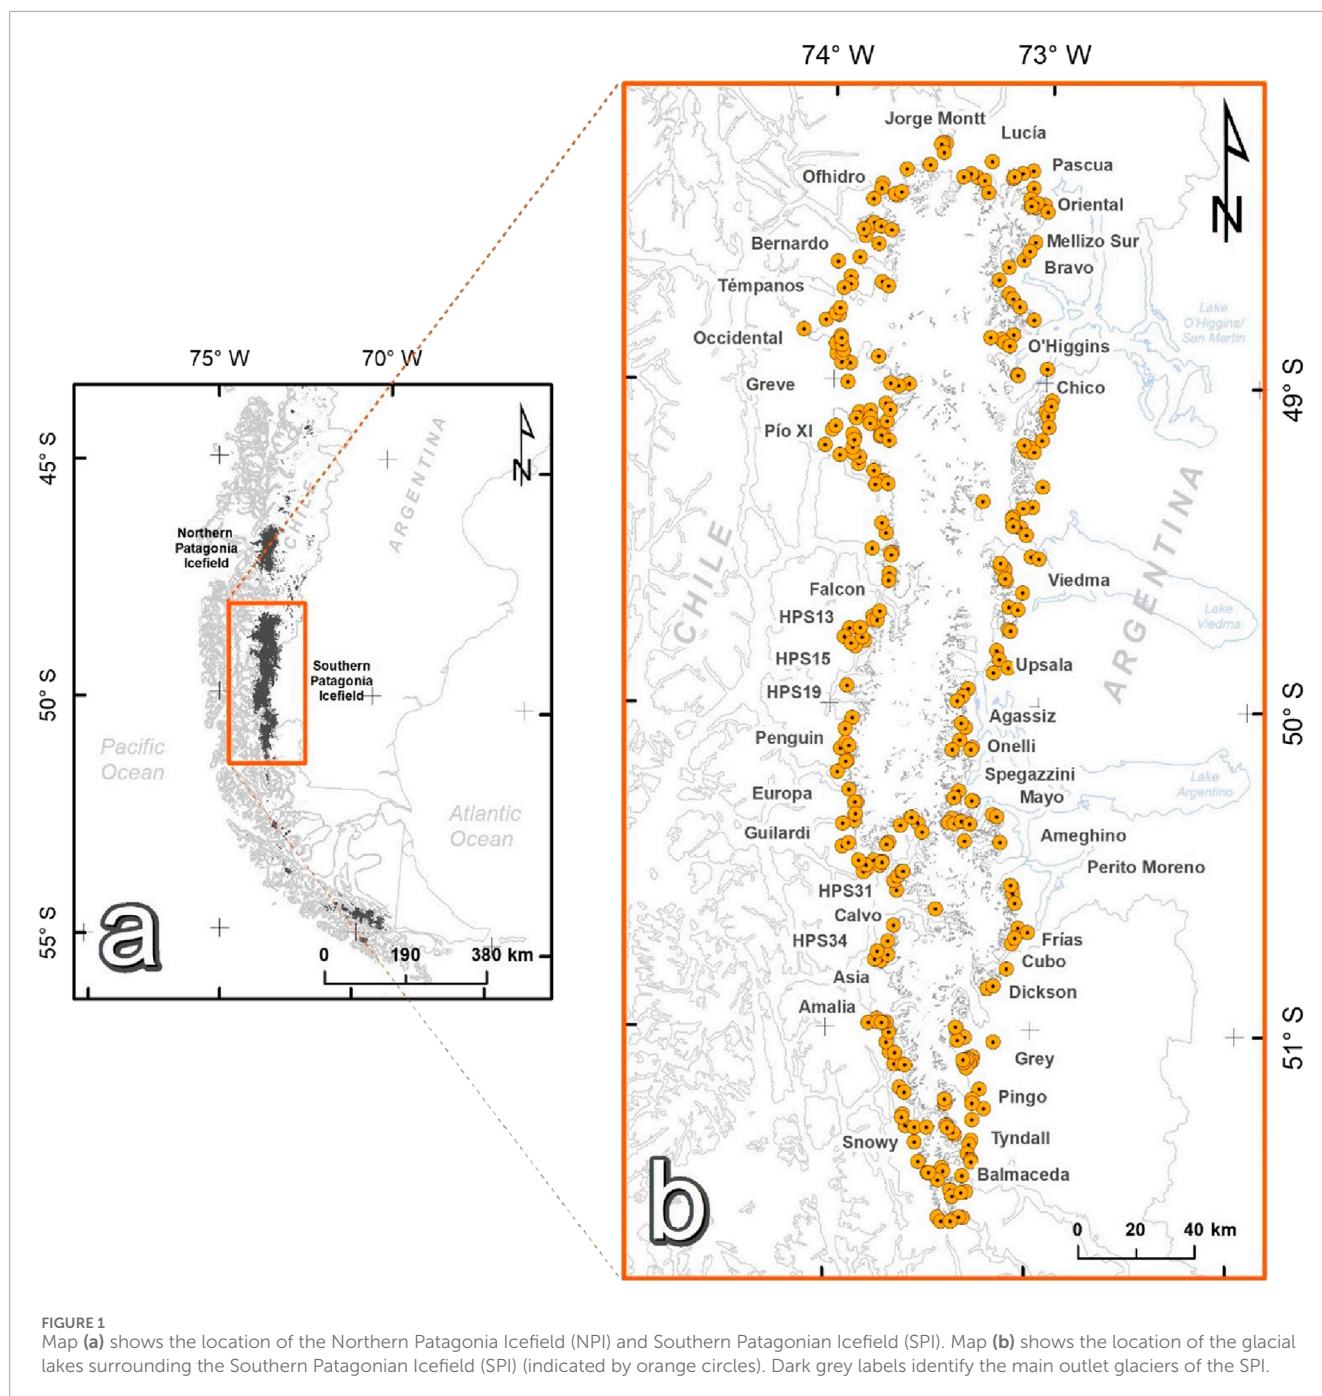 74° W
73° W
Jorge Montt
Lucía
Pascua
Ofhidro
Oriental
Mellizo Sur
Bernardo
Bravo
Témpanos
Lake
O'Higgins/
San Martin
Occidental
O'Higgins
Greve
Chico
49° S
Pío XI
CHILE
ARGENTINA
Falcon
Viedma
HPS13
Lake
Viedma
HPS15
Upsala
HPS19
50° S
Agassiz
Penguin
Onelli
Spegazzini
Lake
Argentino
Europa
Mayo
Guilardi
Ameghino
Perito Moreno
HPS31
Calvo
HPS34
Frías
Cubo
Asia
Dickson
Amalia
51° S
Grey
Pingo
Snowy
Tyndall
Balmaceda
N
b
0 20 40 km
75° W
70° W
45° S
N
CHILE
ARGENTINA
Northern
Patagonia
Icefield
50° S
Southern
Patagonia
Icefield
Pacific
Ocean
Atlantic
Ocean
a
55° S
0 190 380 km
FIGURE 1
Map (a) shows the location of the Northern Patagonia Icefield (NPI) and Southern Patagonian Icefield (SPI). Map (b) shows the location of the glacial
lakes surrounding the Southern Patagonian Icefield (SPI) (indicated by orange circles). Dark grey labels identify the main outlet glaciers of the SPI.